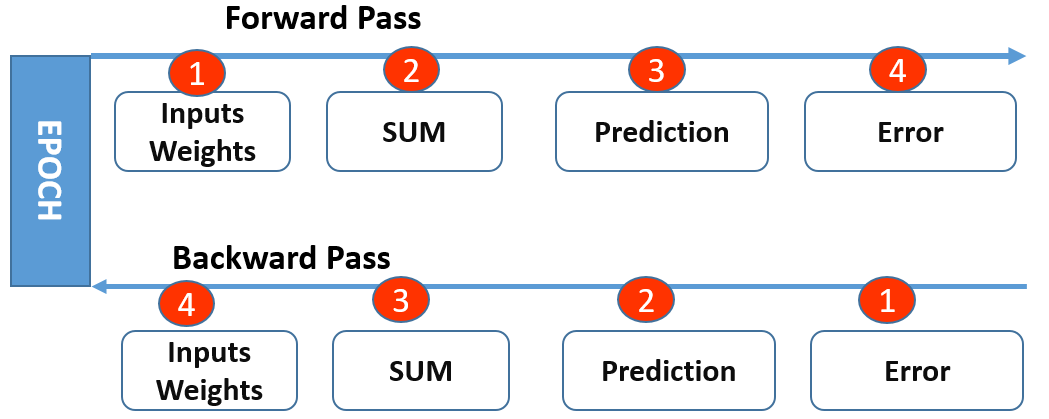 Forward Pass
1
2
3
4
Inputs
Weights
SUM
Prediction
Error
EPOCH
Backward Pass
4
3
2
1
Inputs
Weights
SUM
Prediction
Error